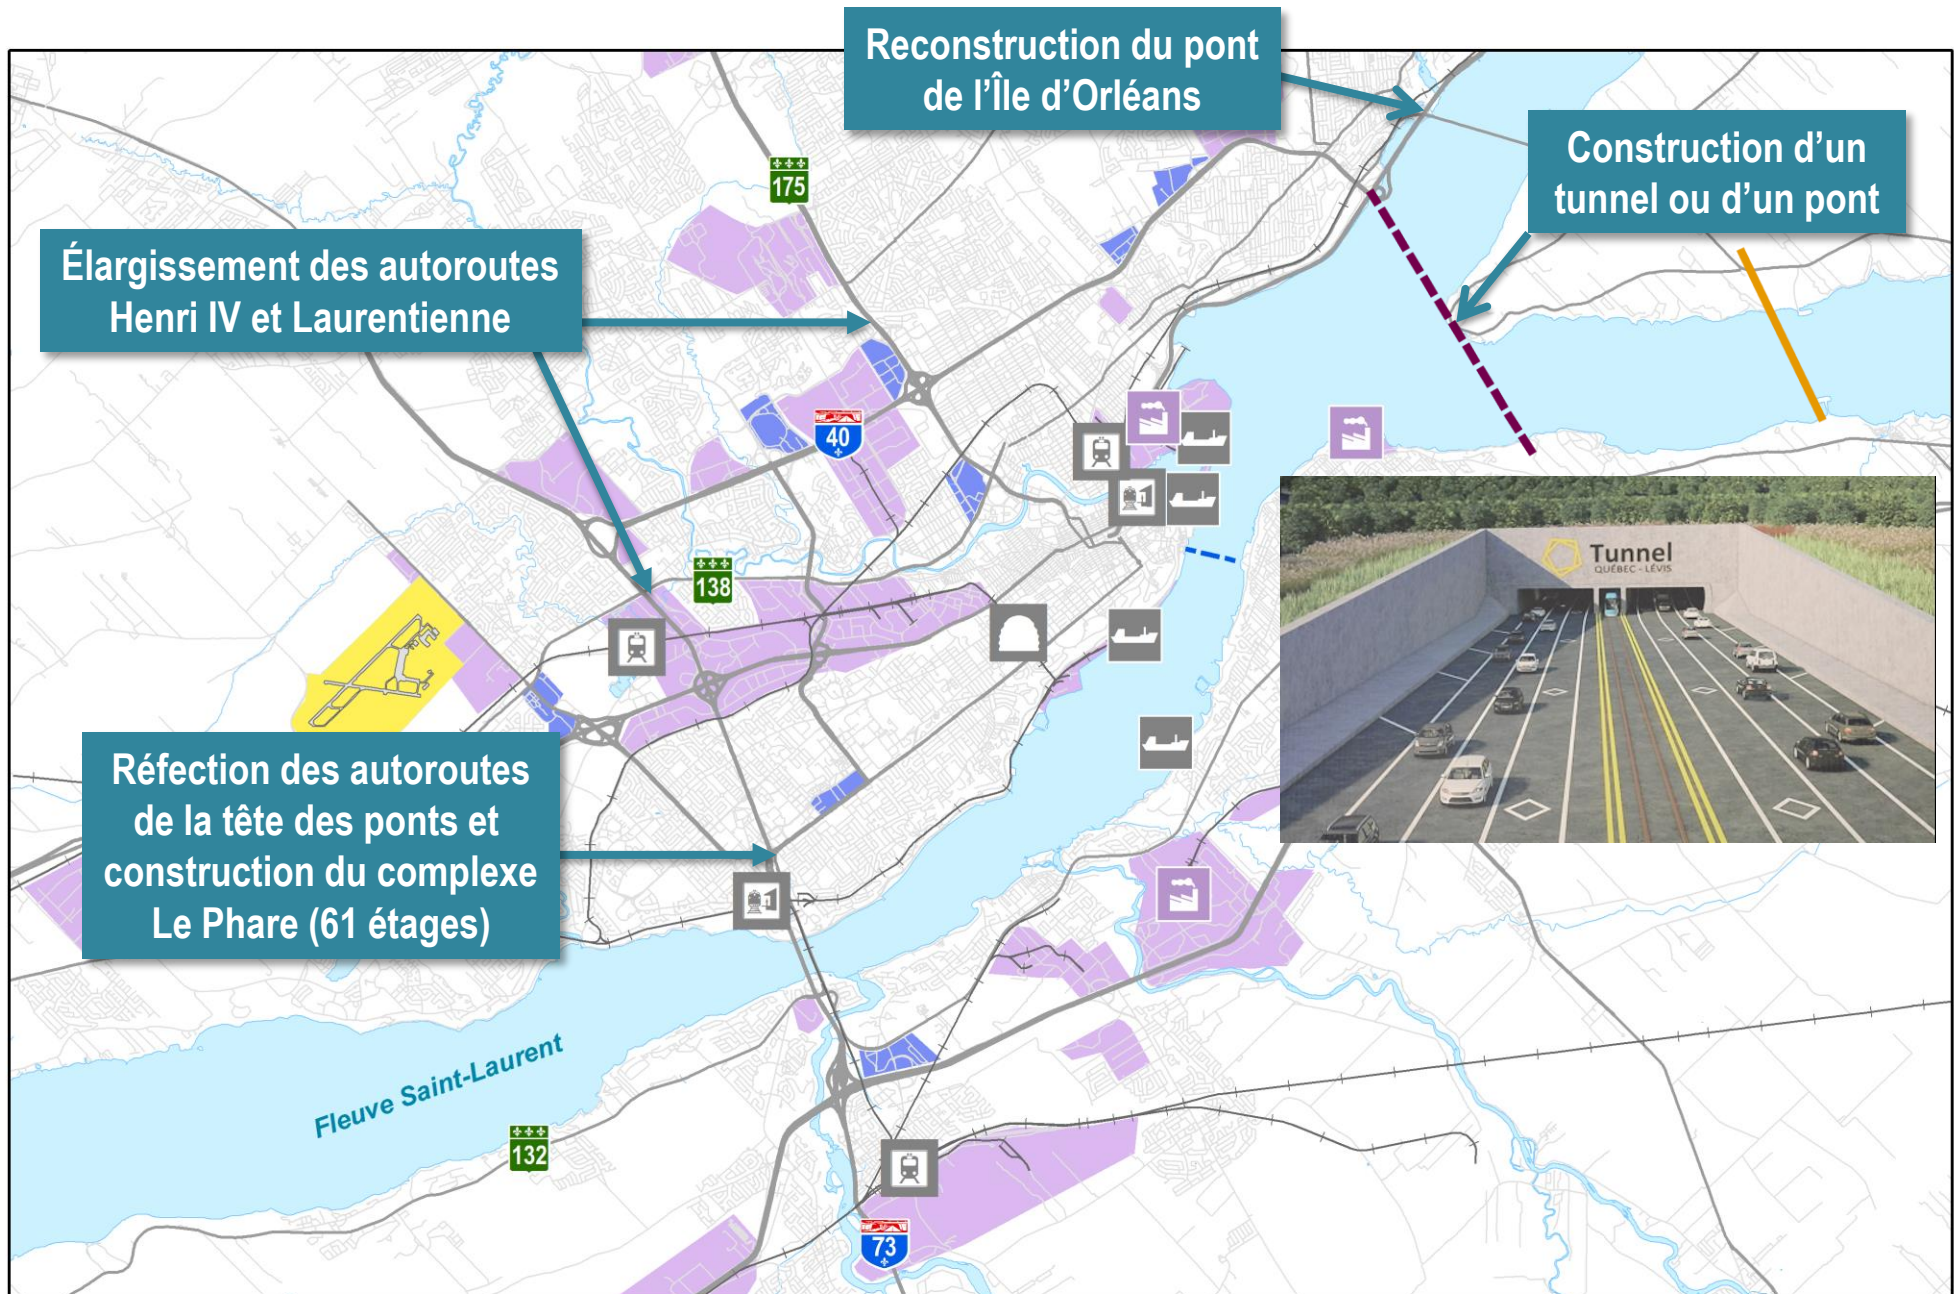 Reconstruction du pont
de l’Île d’Orléans
Construction d’un
tunnel ou d’un pont
175
Élargissement des autoroutes
Henri IV et Laurentienne
40
138
Tunnel
QUÉBEC - LÉVIS
Réfection des autoroutes
de la tête des ponts et
construction du complexe
Le Phare (61 étages)
Fleuve Saint-Laurent
132
73